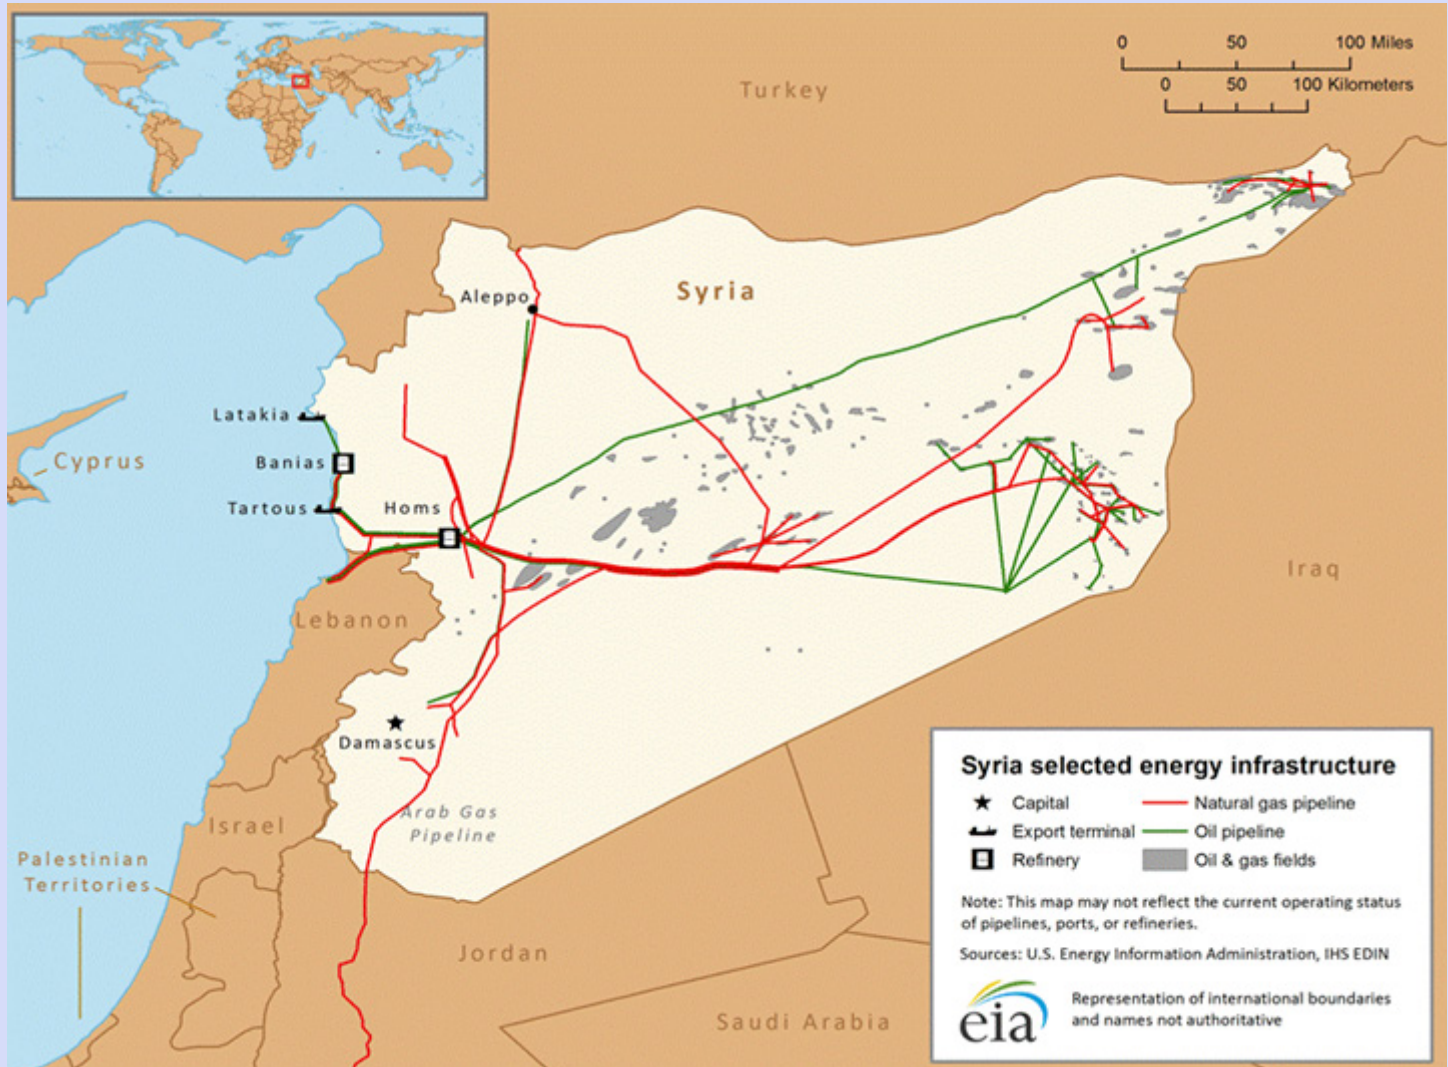 0 50 100 Miles
0 50 100 Kilometers
Turkey
Syria
Aleppo
Latakia
Banias
Cyprus
Tartous
Homs
Iraq
Lebanon
Damascus
Arab Gas
Pipeline
Israel
Palestinian
Territories
Jordan
Saudi Arabia
Syria selected energy infrastructure
Capital
Natural gas pipeline
Export terminal
Oil pipeline
Refinery
Oil & gas fields
Note: This map may not reflect the current operating status
of pipelines, ports, or refineries.
Sources: U.S. Energy Information Administration, IHS EDIN
eia
Representation of international boundaries
and names not authoritative